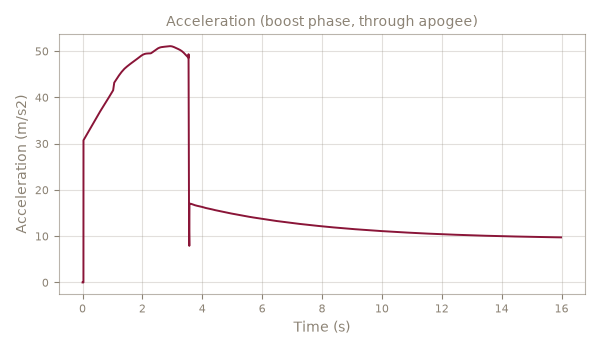 Acceleration (boost phase, through apogee)
Acceleration (m/s2)
50
40
30
20
10
0
0 2 4 6 8 10 12 14 16
Time (s)